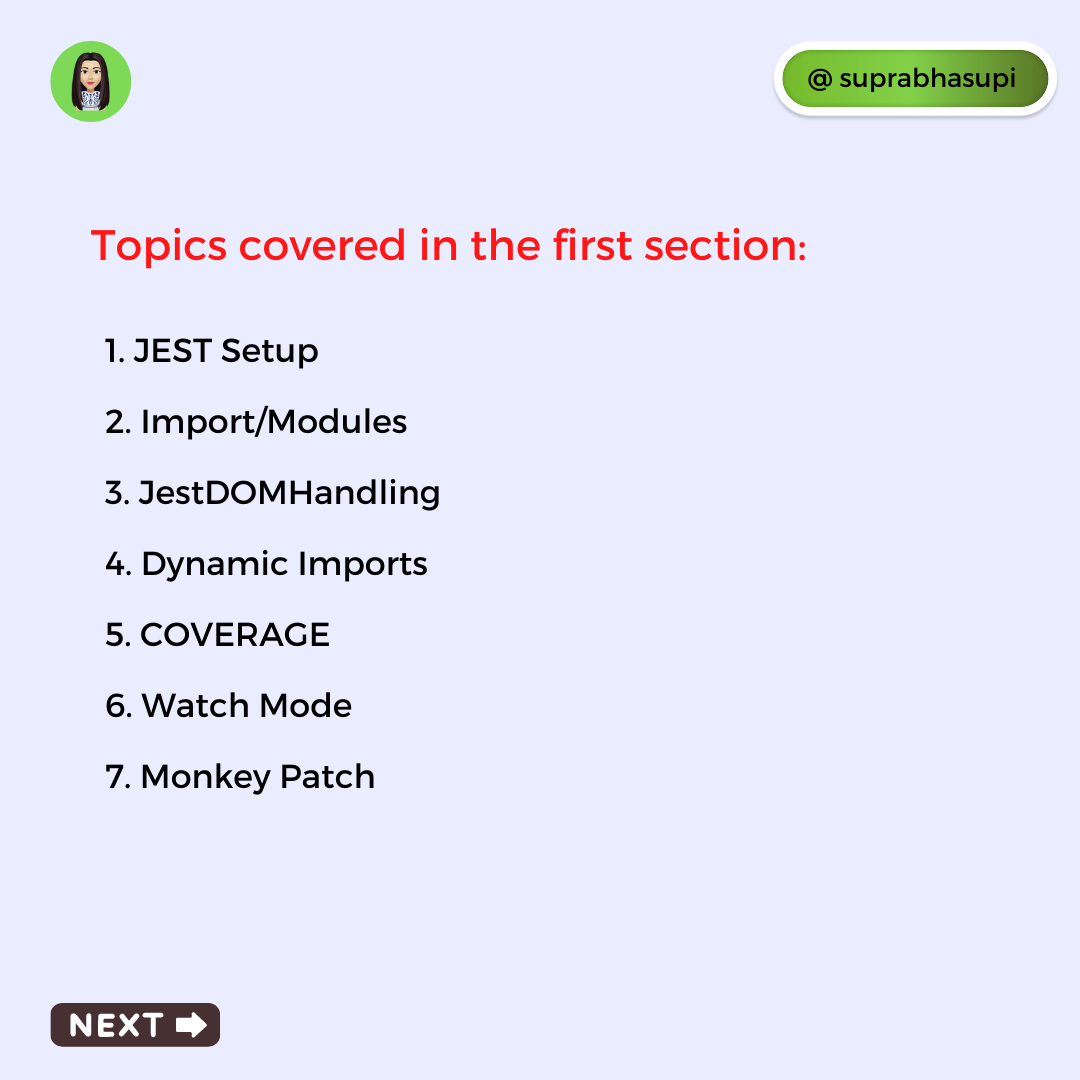 @ suprabhasupi
Topics covered in the first section:
1. JEST Setup
2. Import/Modules
3. JestDOMHandling
4. Dynamic Imports
5. COVERAGE
6. Watch Mode
7. Monkey Patch
NEXT